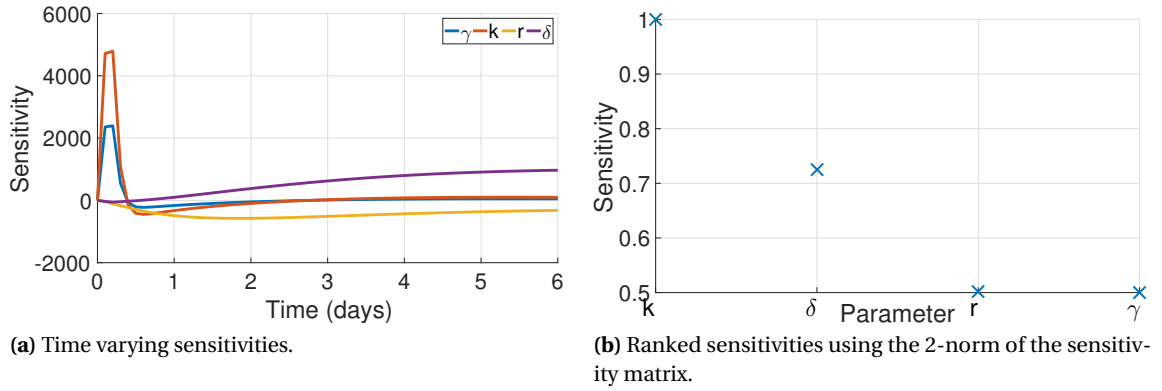 6000
4000
2000
0
-2000
Sensitivity
γ k r δ
0 1 2 3 4 5 6
Time (days)
(a) Time varying sensitivities.
1
0.9
0.8
0.7
0.6
0.5
Sensitivity
k δ r γ
Parameter
(b) Ranked sensitivities using the 2-norm of the sensitiv-
ity matrix.